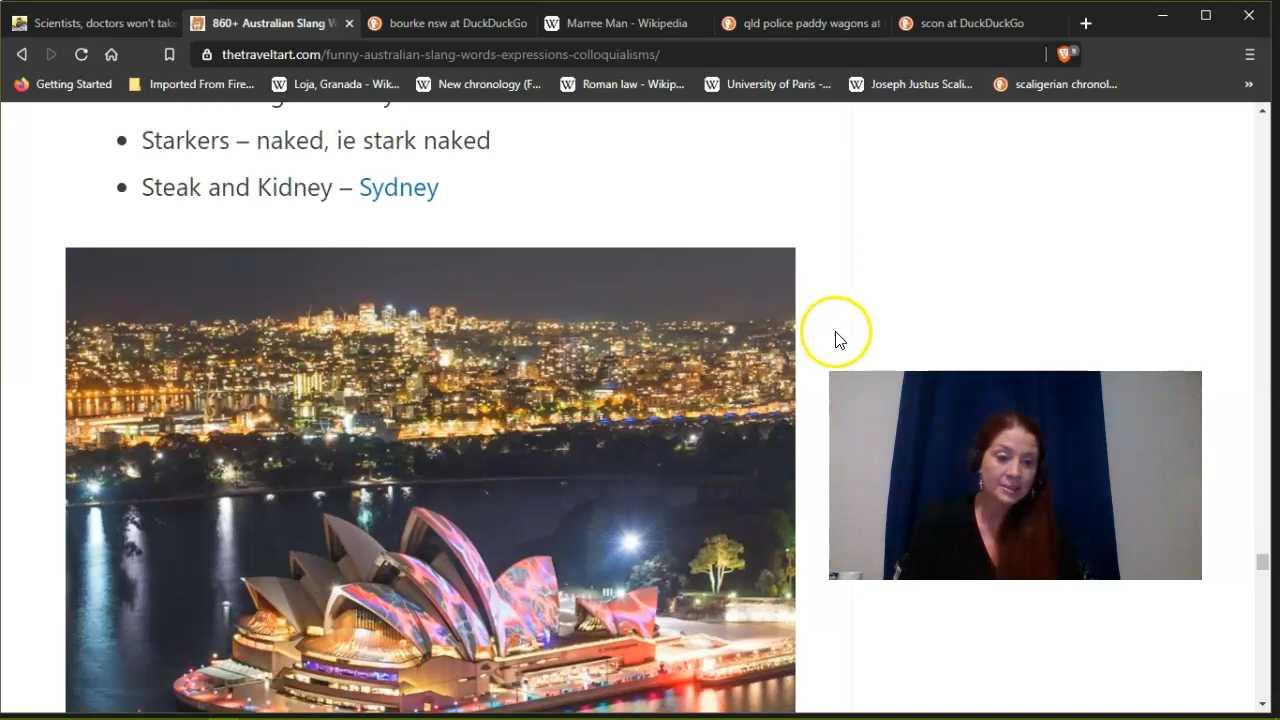 Scientists, doctors won't take
860+ Australian Slang W
bourke nsw at DuckDuckGo
Marree Man - Wikipedia
qld police paddy wagons at
scon at DuckDuckGo
thetraveltart.com/funny-australian-slang-words-expressions-colloquialisms/
Getting Started
Imported From Fire...
Loja, Granada - Wik...
New chronology (F...
Roman law - Wikip...
University of Paris -...
Joseph Justus Scali...
scaligerian chronol...
Starkers – naked, ie stark naked
Steak and Kidney – Sydney